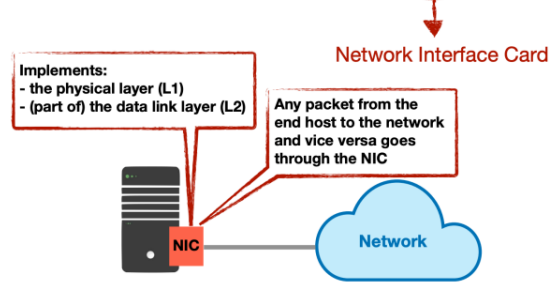 Network Interface Card
Implements:
- the physical layer (L1)
- (part of) the data link layer (L2)
Any packet from the
end host to the network
and vice versa goes
through the NIC
NIC
Network